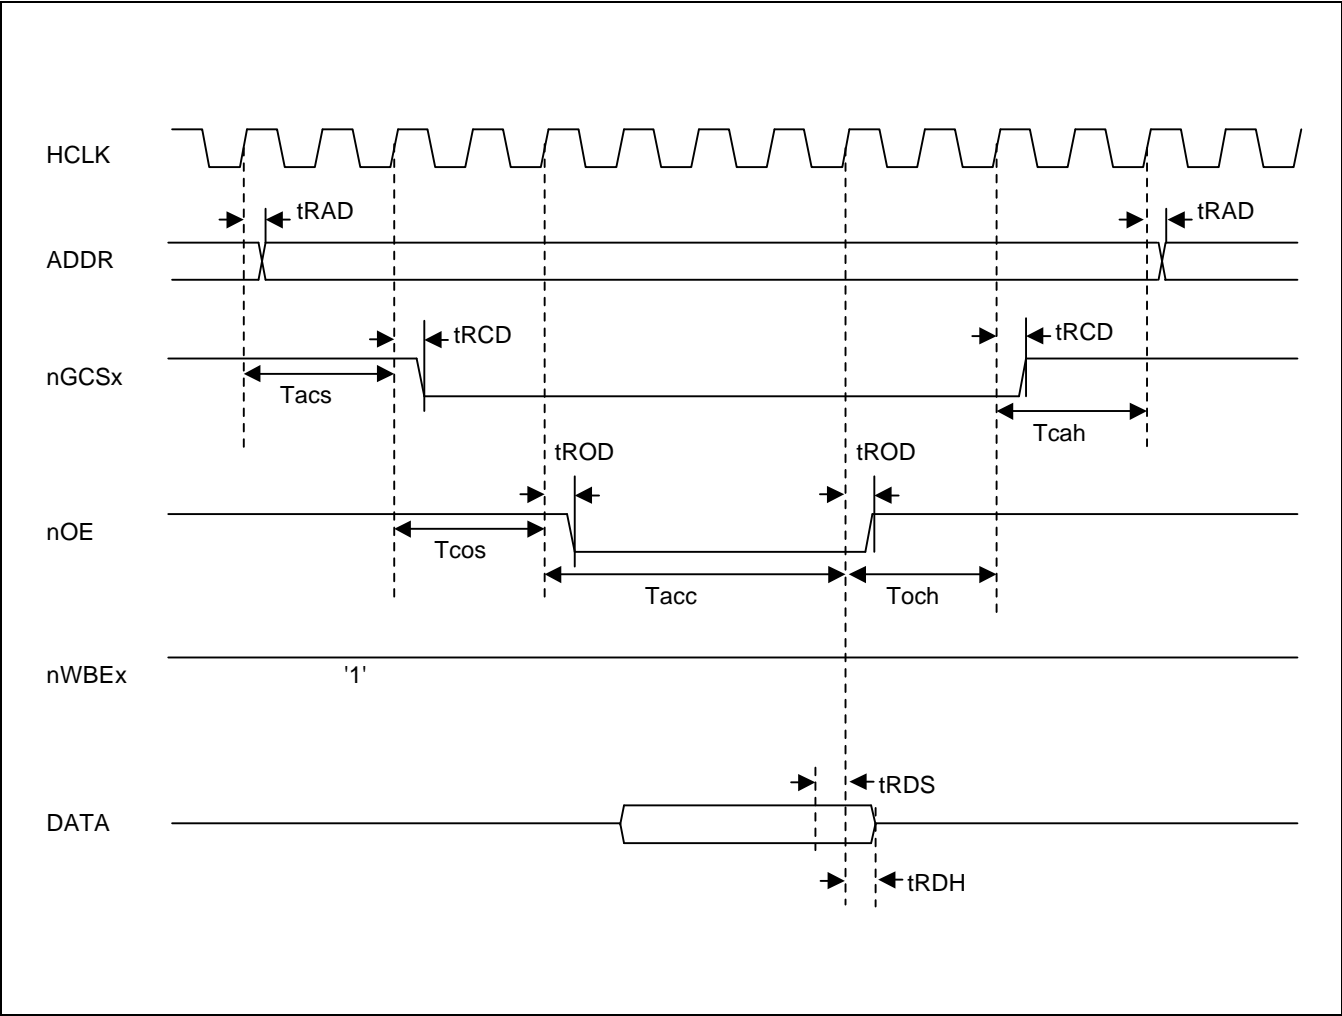 HCLK
tRAD
tRAD
ADDR
tRCD
tRCD
nGCSx
Tacs
Tcah
tROD
tROD
nOE
Tcos
Tacc
Toch
nWBEx
'1'
tRDS
DATA
tRDH